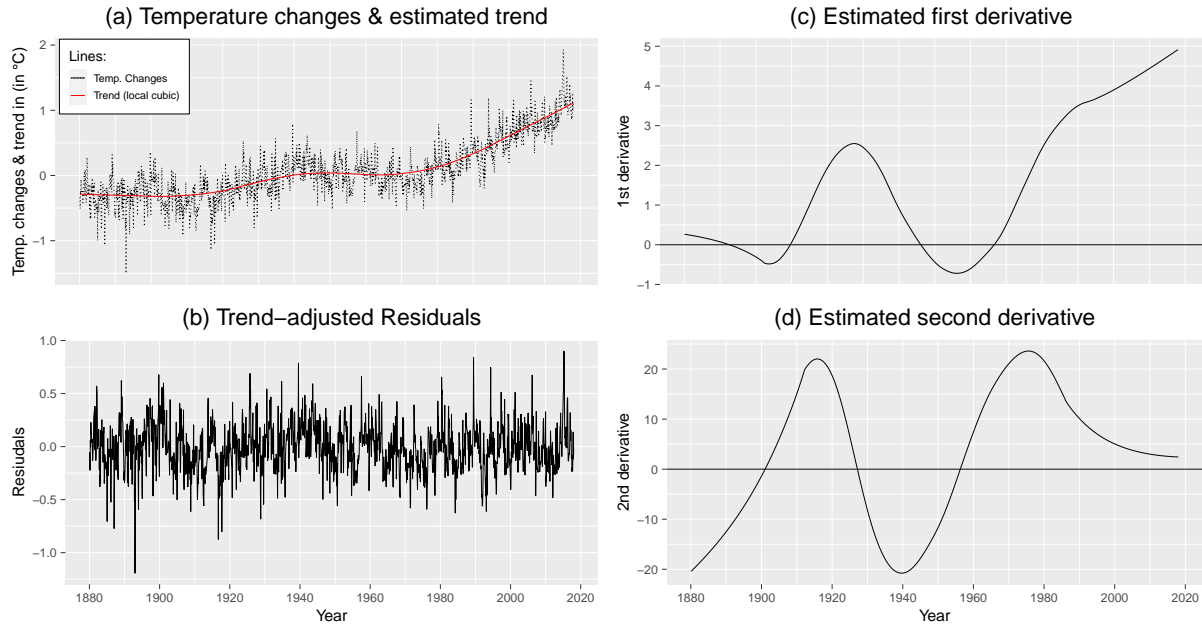 (a) Temperature changes & estimated trend
Temp. changes & trend in (in °C)
2
1
0
−1
Lines:
Temp. Changes
Trend (local cubic)
(c) Estimated first derivative
1st derivative
5
4
3
2
1
0
−1
(b) Trend−adjusted Residuals
Resiudals
1.0
0.5
0.0
−0.5
−1.0
1880 1900 1920 1940 1960 1980 2000 2020
Year
(d) Estimated second derivative
2nd derivative
20
10
0
−10
−20
1880 1900 1920 1940 1960 1980 2000 2020
Year